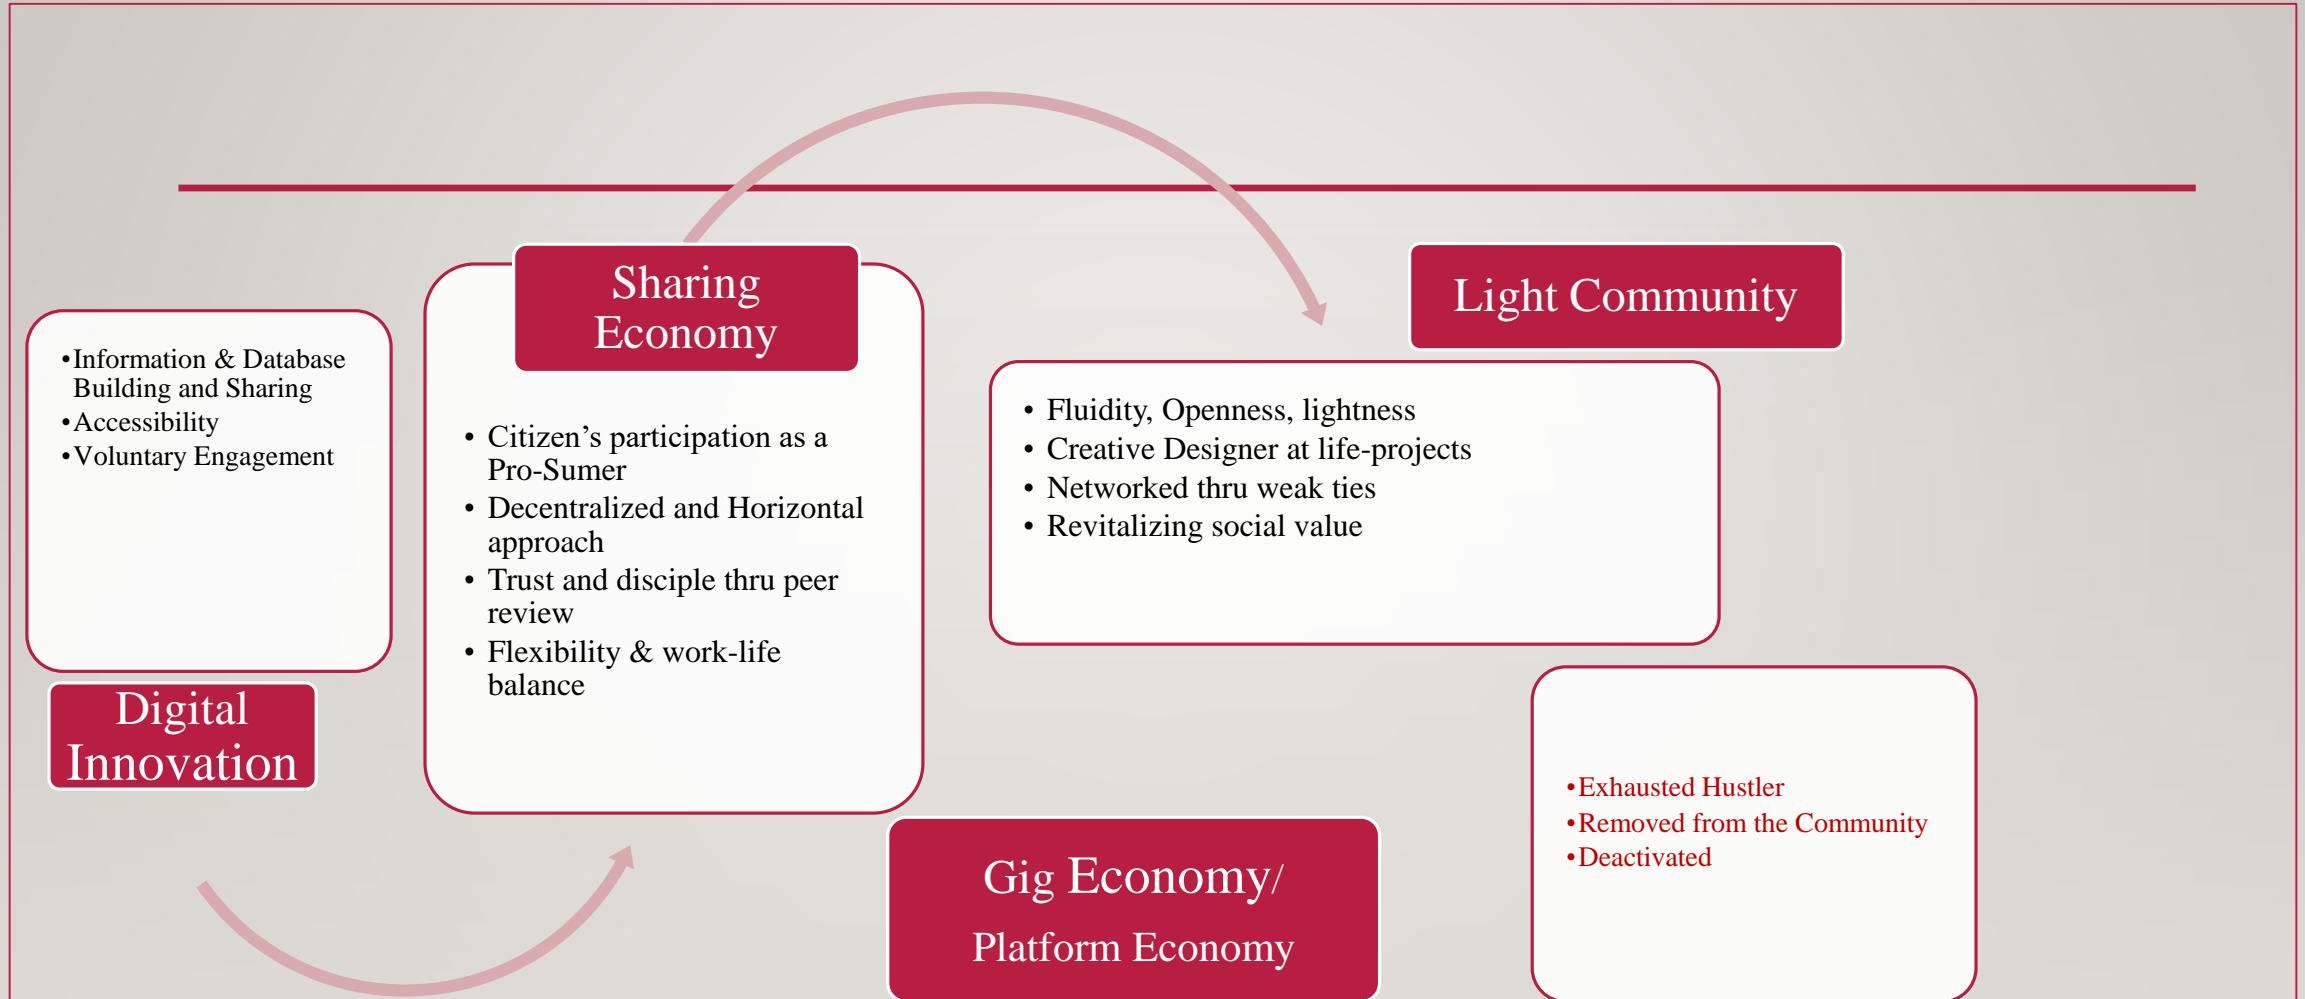 •Information & Database
Building and Sharing
•Accessibility
•Voluntary Engagement
Digital
Innovation
Sharing
Economy
• Citizen’s participation as a
Pro-Sumer
• Decentralized and Horizontal
approach
• Trust and disciple thru peer
review
• Flexibility & work-life
balance
Light Community
• Fluidity, Openness, lightness
• Creative Designer at life-projects
• Networked thru weak ties
• Revitalizing social value
Gig Economy/
Platform Economy
•Exhausted Hustler
•Removed from the Community
•Deactivated